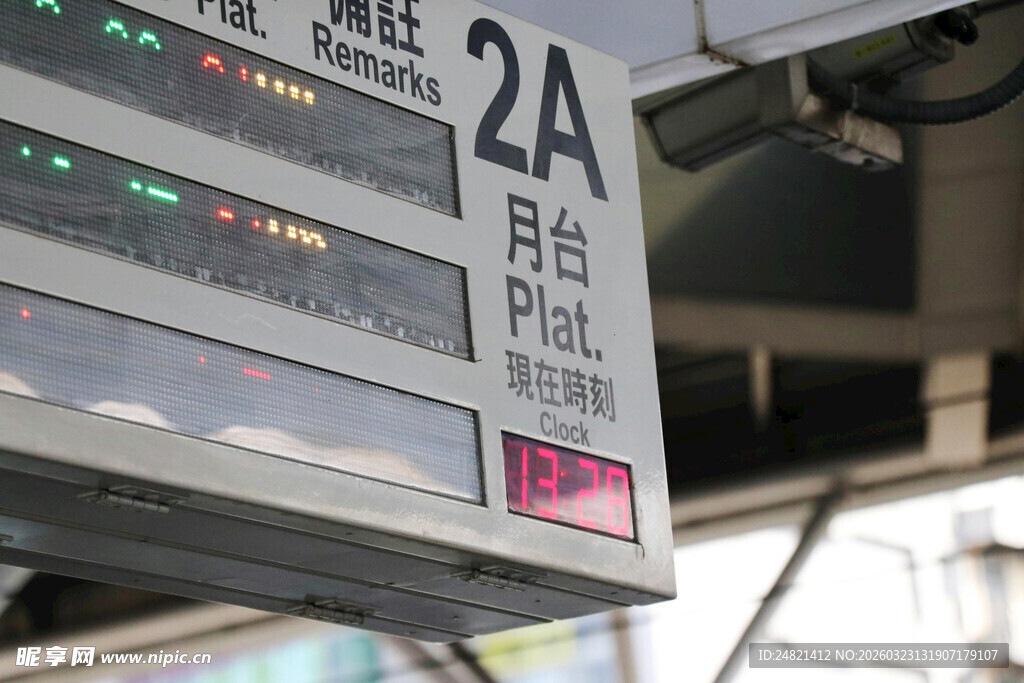 Plat.
備註
Remarks
2A
月台
Plat.
現在時刻
Clock
13:28
昵享网 www.nipic.cn
ID:24821412 NO:20260323131907179107